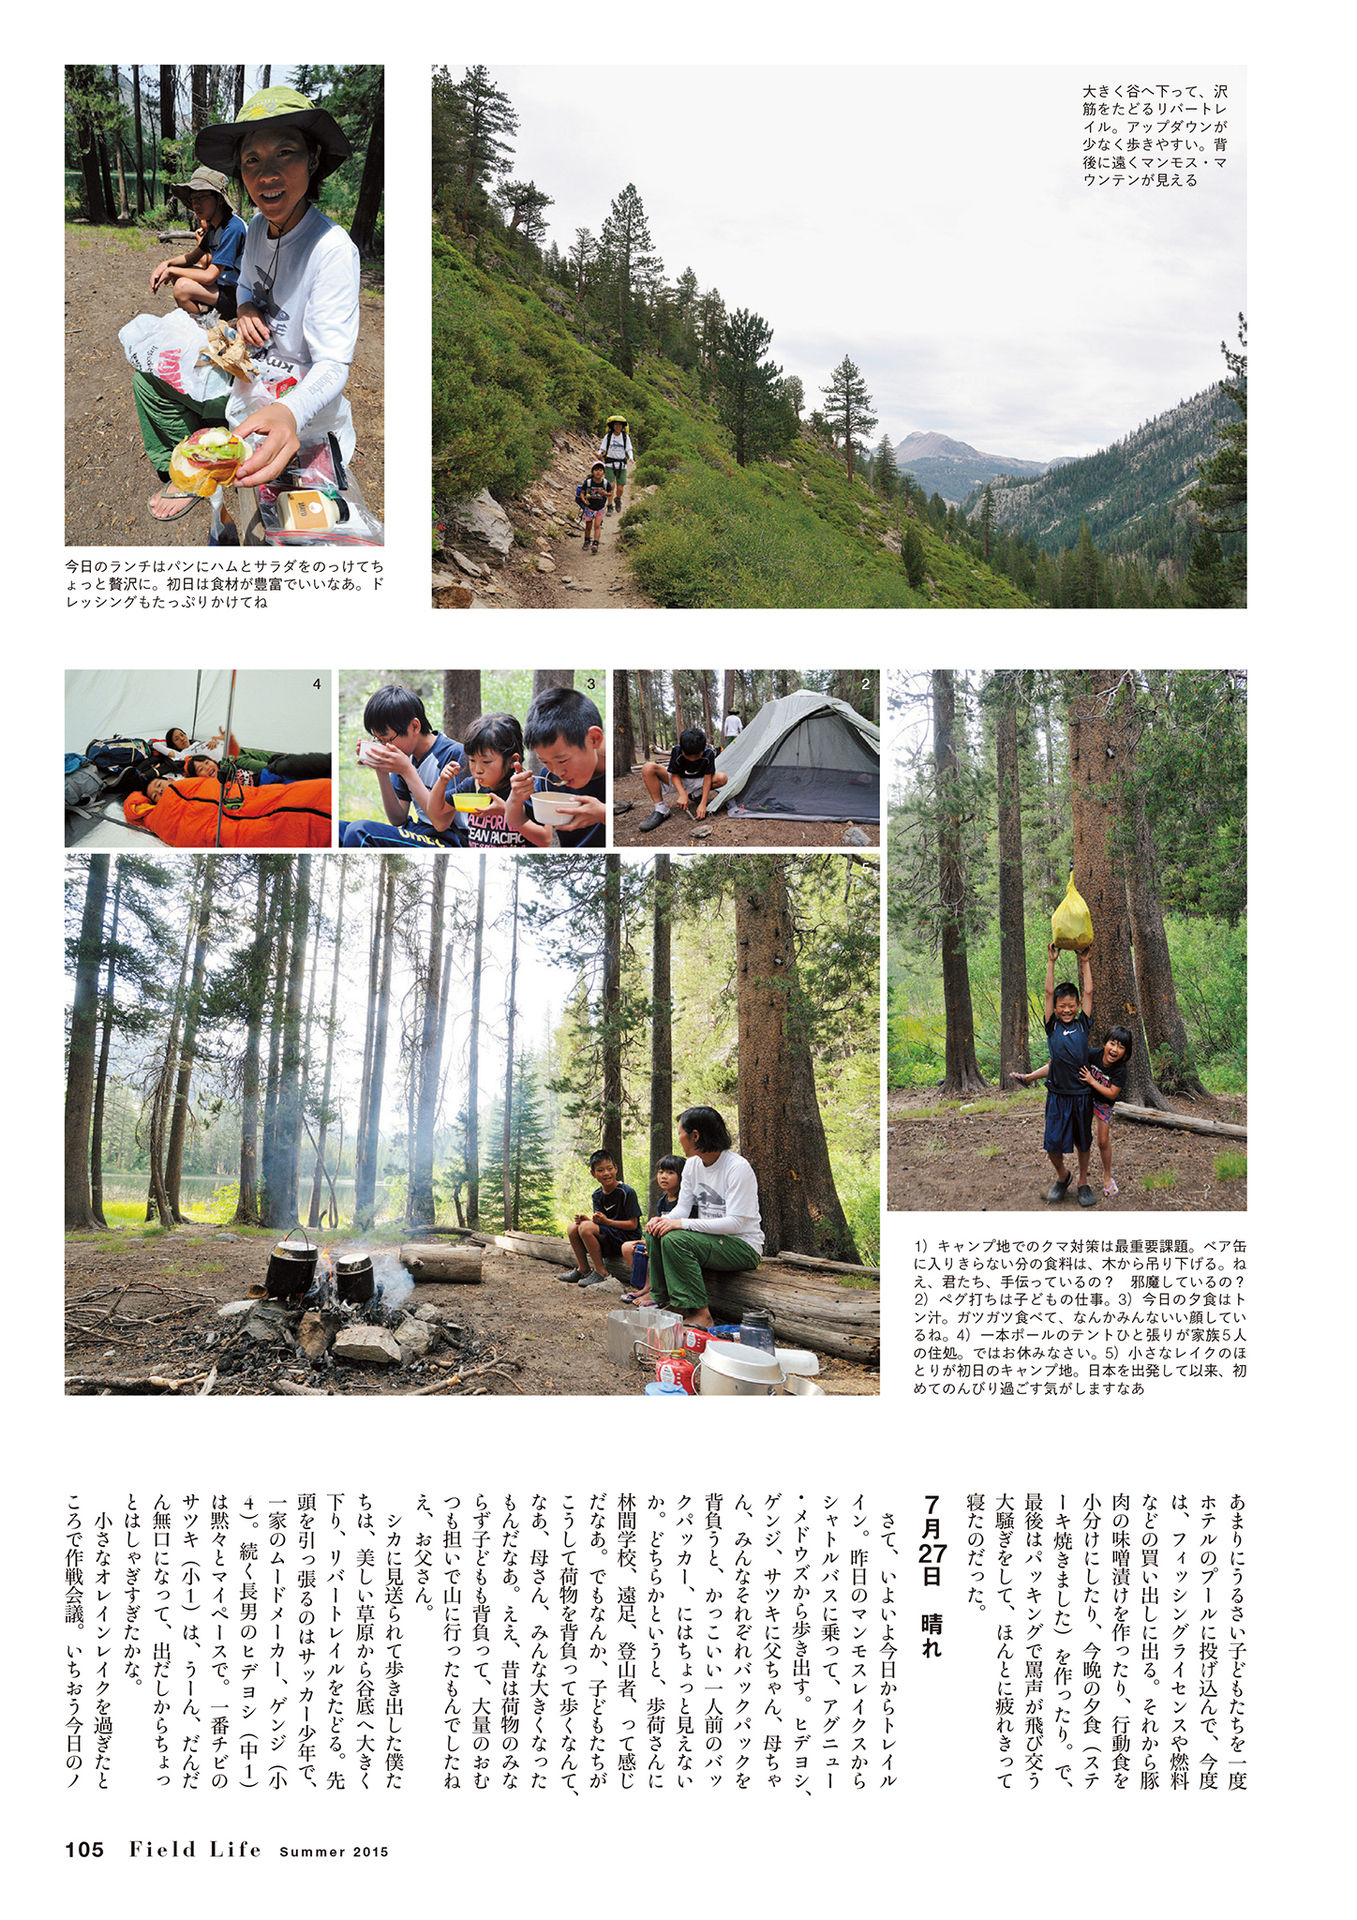 大きく谷へ下って、沢
筋をたどるリバートレ
イル。アップダウンが
少なく歩きやすい。背
後に遠くマンモス・マ
ウンテンが見える
今日のランチはパンにハムとサラダをのっけてち
ょっと贅沢に。初日は食材が豊富でいいなあ。ド
レッシングもたっぷりかけてね
4
3
2
1
CALIFORN
EAN PACIFIC
1）キャンプ地でのクマ対策は最重要課題。ベア缶
に入りきらない分の食料は、木から吊り下げる。ね
え、君たち、手伝っているの？　邪魔しているの？
2）ペグ打ちは子どもの仕事。3）今日の夕食はト
ン汁。ガツガツ食べて、なんかみんないい顔してい
るね。4）一本ポールのテントひと張りが家族5人
の住処。ではお休みなさい。5）小さなレイクのほ
とりが初日のキャンプ地。日本を出発して以来、初
めてのんびり過ごす気がしますなあ
あまりにうるさい子どもたちを一度
ホテルのプールに投げ込んで、今度
は、フィッシングライセンスや燃料
などの買い出しに出る。それから豚
肉の味噌漬けを作ったり、行動食を
小分けにしたり、今晩の夕食（ステ
ーキ焼きました）を作ったり。で、
最後はパッキングで罵声が飛び交う
大騒ぎをして、ほんとに疲れきって
寝たのだった。
7月27日　晴れ
さて、いよいよ今日からトレイル
イン。昨日のマンモスレイクスから
シャトルバスに乗って、アグニュー
・メドウズから歩き出す。ヒデヨシ、
ゲンジ、サツキに父ちゃん、母ちゃ
ん、みんなそれぞれバックパックを
背負うと、かっこいい一人前のバッ
クパッカー、にはちょっと見えない
か。どちらかというと、歩荷さんに
林間学校、遠足、登山者、って感じ
だなあ。でもなんか、子どもたちが
こうして荷物を背負って歩くなんて、
なあ、母さん、みんな大きくなった
もんだなあ。ええ、昔は荷物のみな
らず子どもも背負って、大量のおむ
つも担いで山に行ったもんでしたね
え、お父さん。
シカに見送られて歩き出した僕た
ちは、美しい草原から谷底へ大きく
下り、リバートレイルをたどる。先
頭を引っ張るのはサッカー少年で、
一家のムードメーカー、ゲンジ（小
4）。続く長男のヒデヨシ（中1）
は黙々とマイペースで。一番チビの
サツキ（小1）は、うーん、だんだ
ん無口になって、出だしからちょっ
とはしゃぎすぎたかな。
小さなオレインレイクを過ぎたと
ころで作戦会議。いちおう今日のノ
105 Field Life Summer 2015